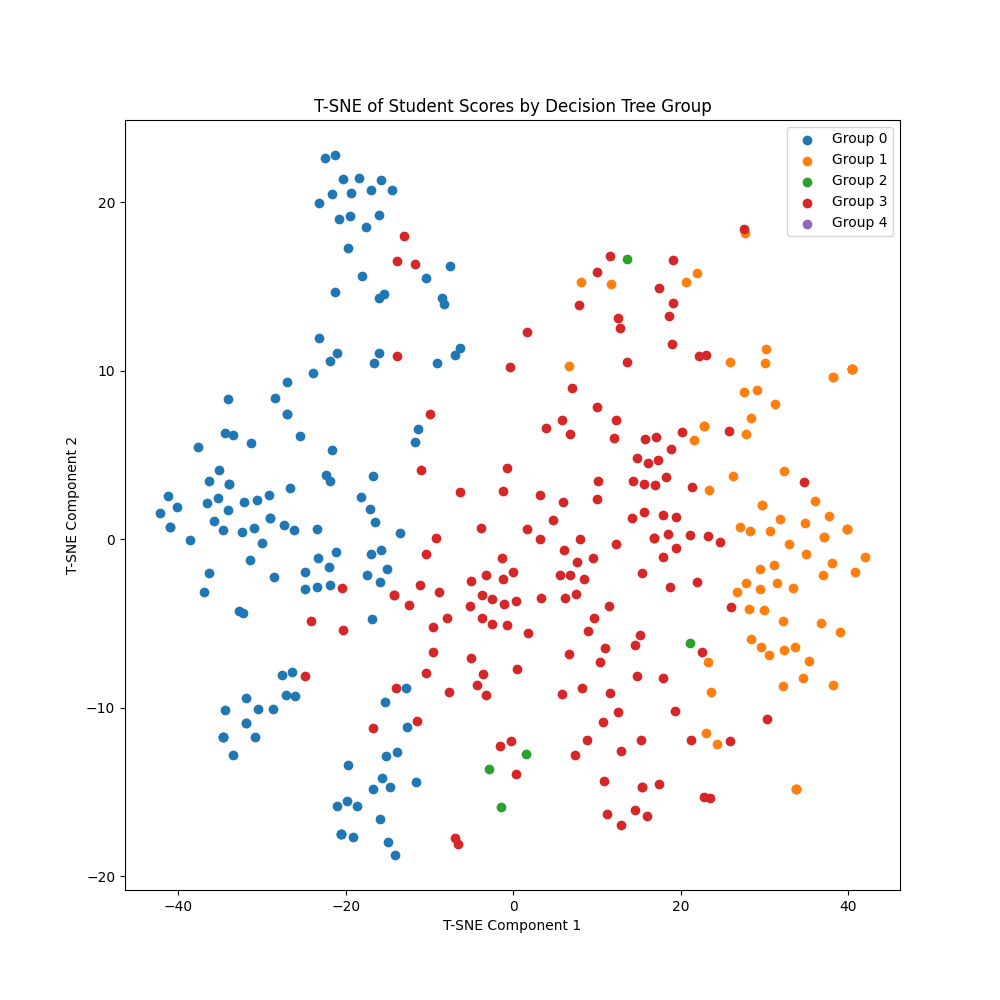 T-SNE of Student Scores by Decision Tree Group
Group 0
Group 1
Group 2
Group 3
Group 4
20
10
0
−10
−20
T-SNE Component 2
−40
−20
0
20
40
T-SNE Component 1